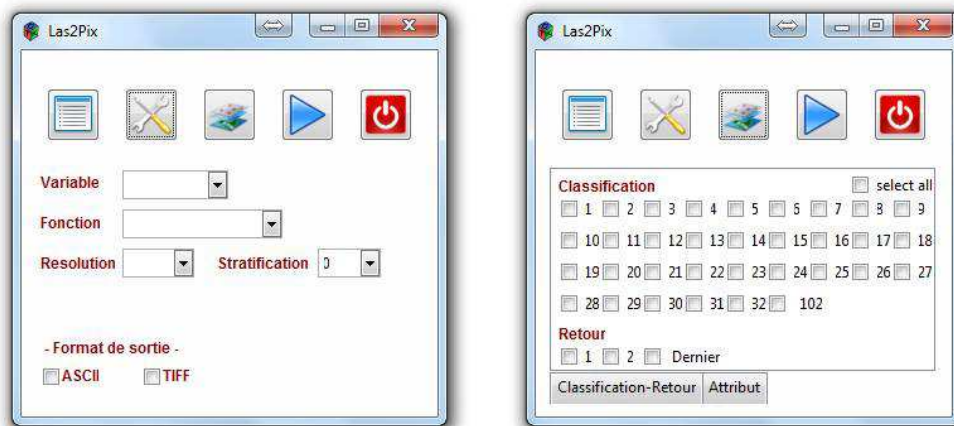 Las2Pix
Variable
Fonction
Resolution Stratification 0
- Format de sortie -
ASCII TIFF
Las2Pix
Classification select all
1 2 3 4 5 6 7 8 9
10 11 12 13 14 15 16 17 18
19 20 21 22 23 24 25 26 27
28 29 30 31 32 102
Retour
1 2 Dernier
Classification-Retour Attribut